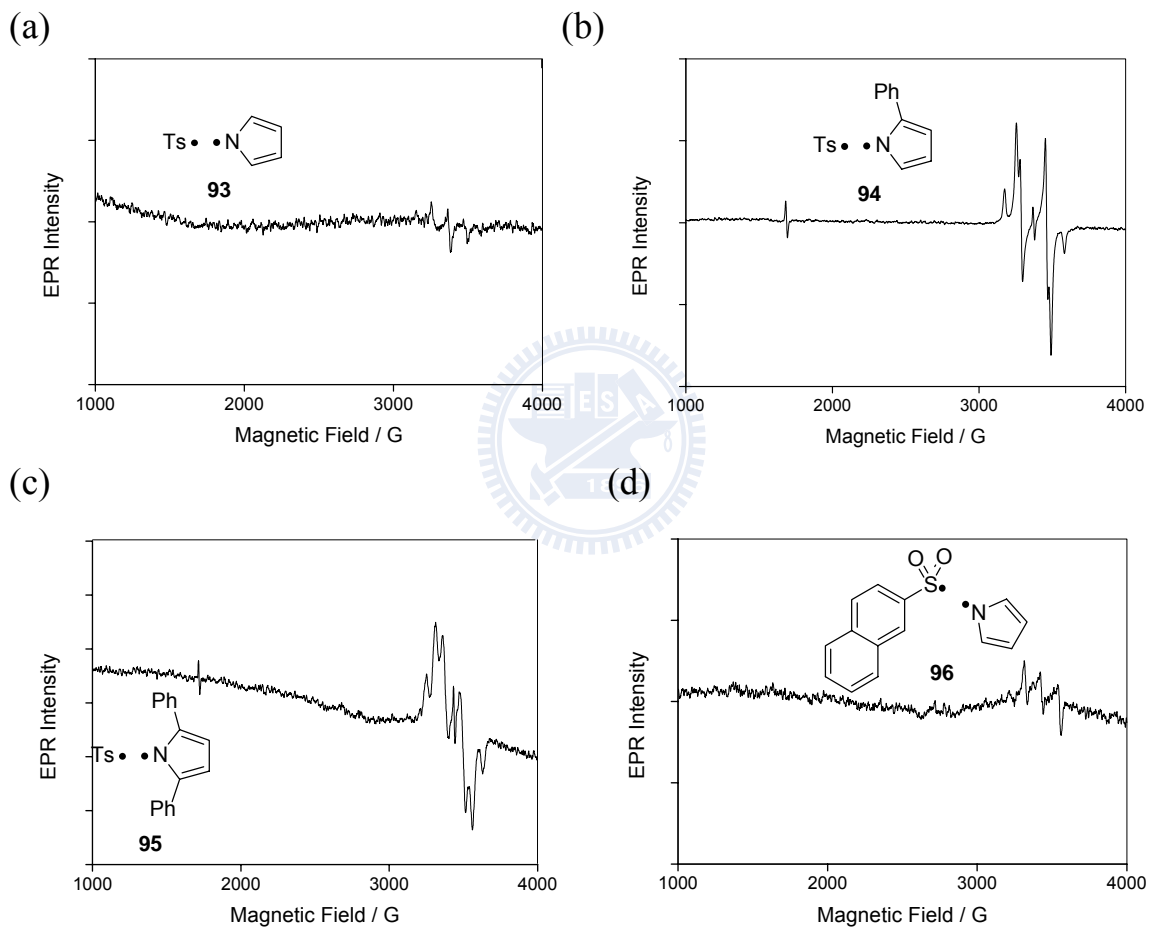 (a)
EPR Intensity
Ts• •N
93
1000 2000 3000 4000
Magnetic Field / G
(b)
EPR Intensity
Ph
Ts• •N
94
1000 2000 3000 4000
Magnetic Field / G
ES
18
(c)
EPR Intensity
Ph
Ts• •N
Ph
95
1000 2000 3000 4000
Magnetic Field / G
(d)
EPR Intensity
O O
S• •N
96
1000 2000 3000 4000
Magnetic Field / G